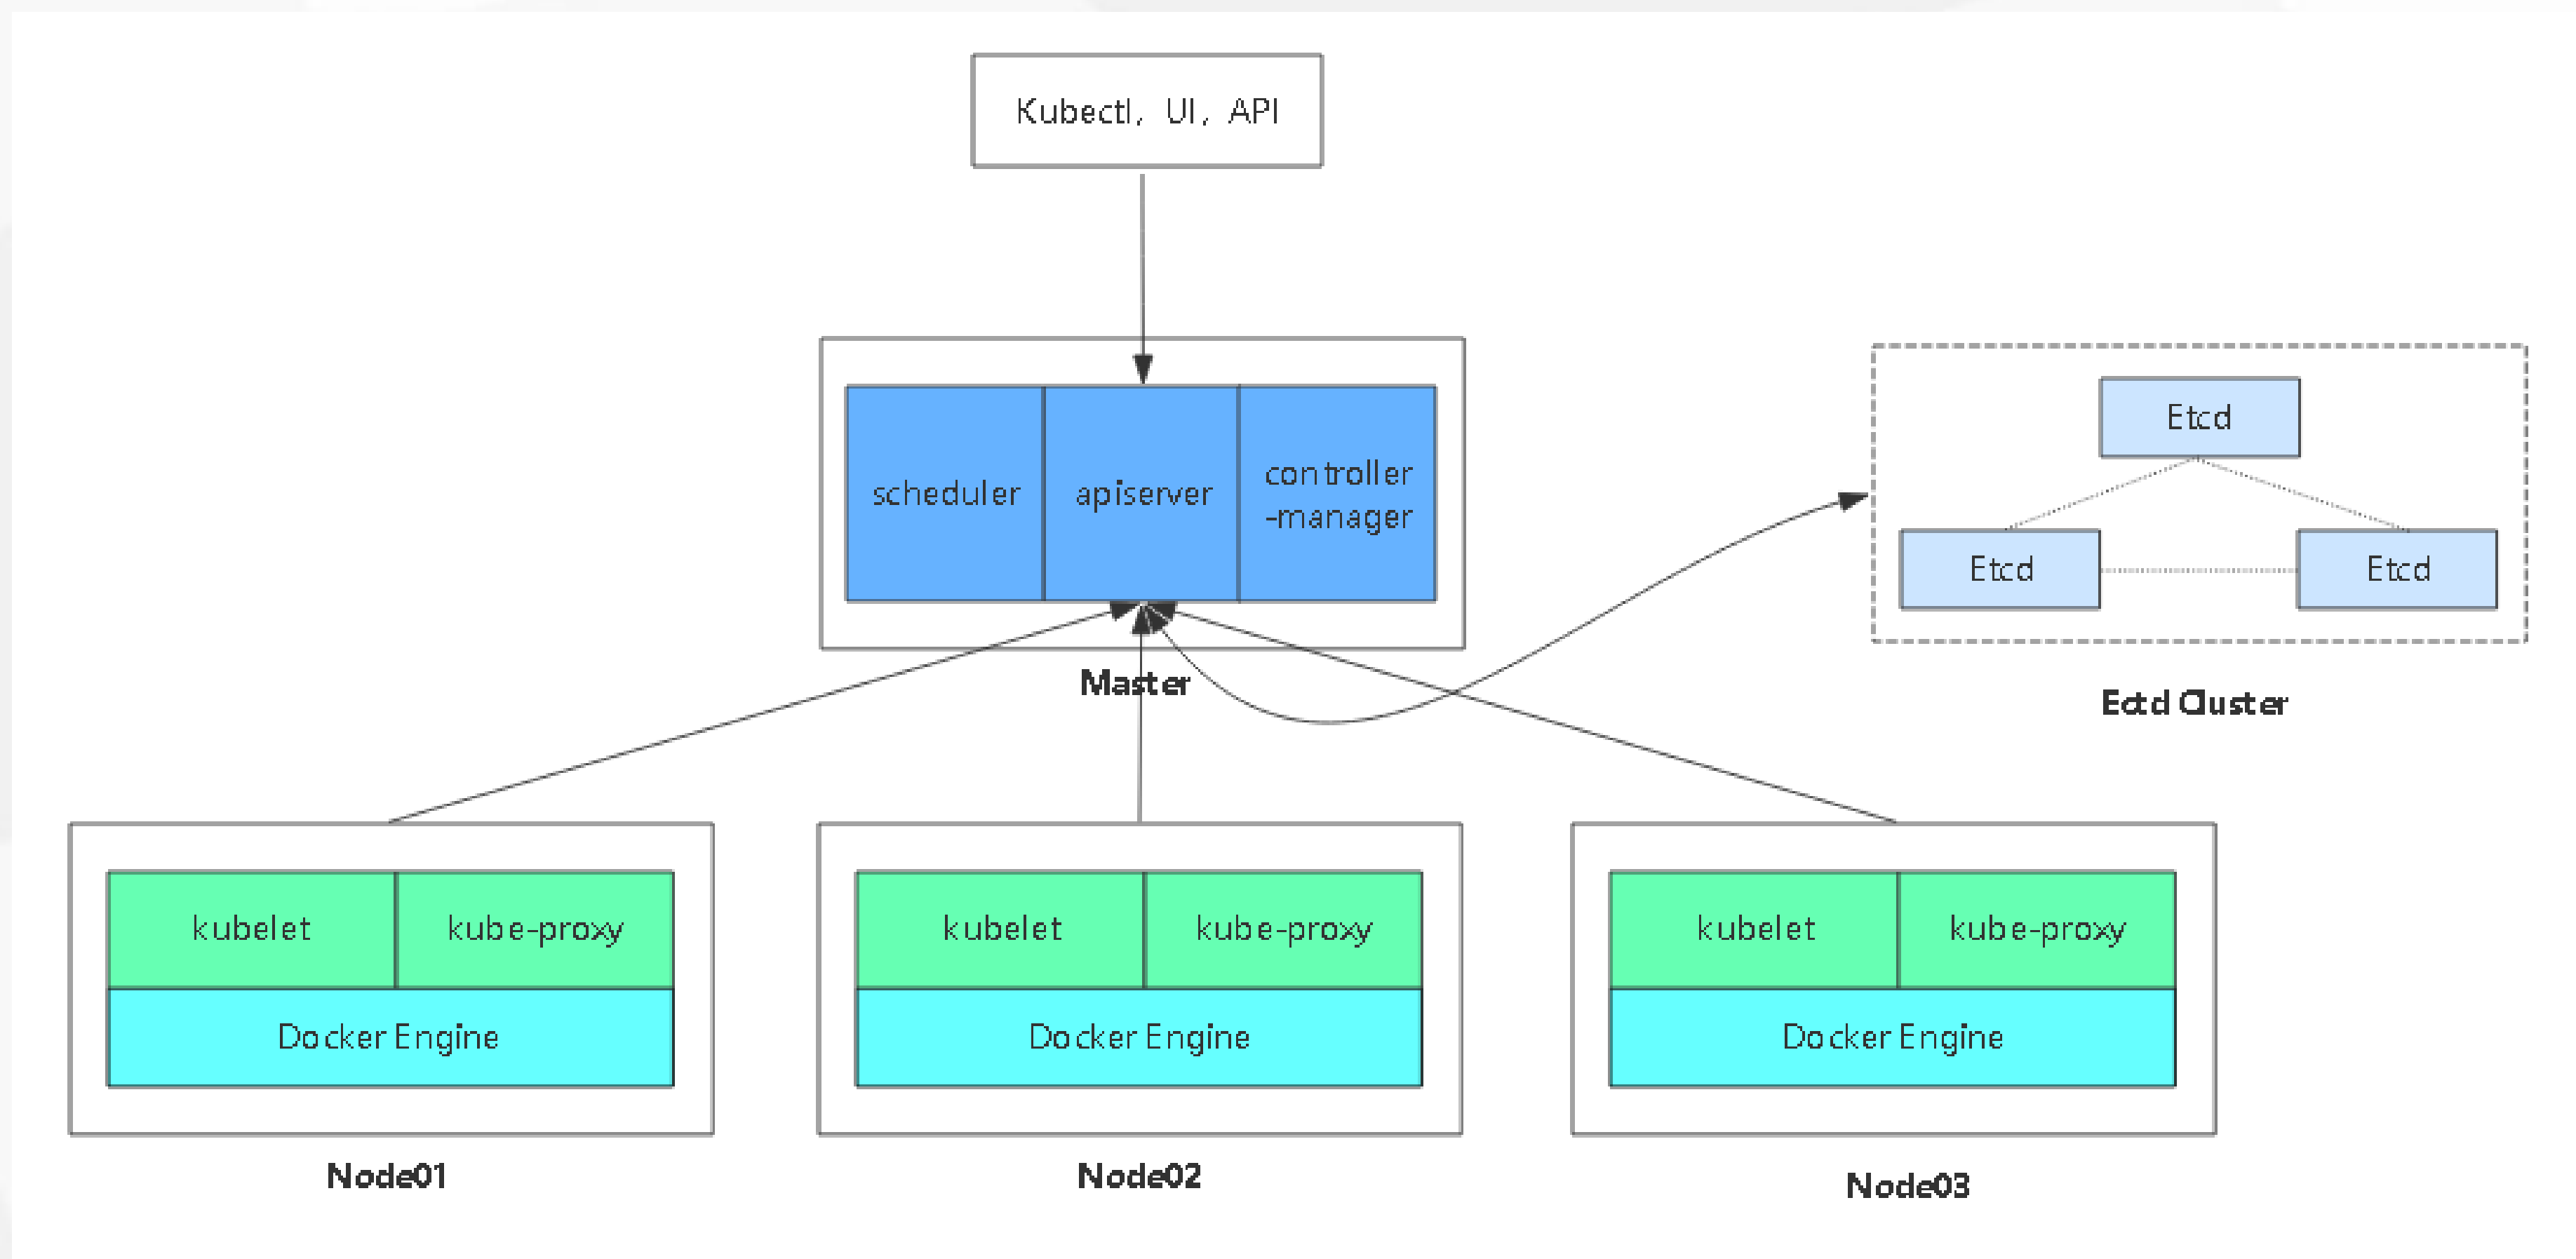 Kubectl，UI，API
scheduler
apiserver
controller
-manager
Master
Etcd
Etcd
Etcd
Ectd Cluster
kubelet
kube-proxy
Docker Engine
Node01
kubelet
kube-proxy
Docker Engine
Node02
kubelet
kube-proxy
Docker Engine
Node03